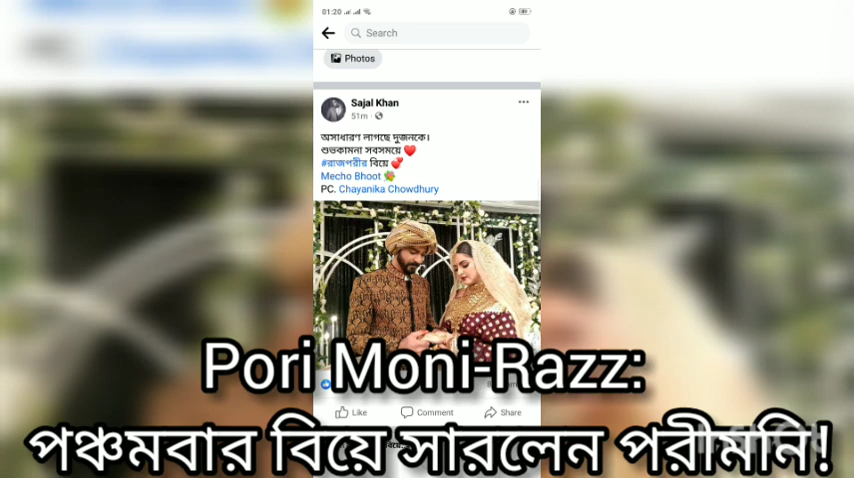 01:20
Search
Photos
Sajal Khan
51m
অসাধারণ লাগছে দুজনকে।
শুভকামনা সবসময়ে
#রাজপরীর বিয়ে
Mecho Bhoot
PC. Chayanika Chowdhury
Pori Moni-Razz:
Like Comment Share
পঞ্চমবার বিয়ে সারলেন পরীমনি!